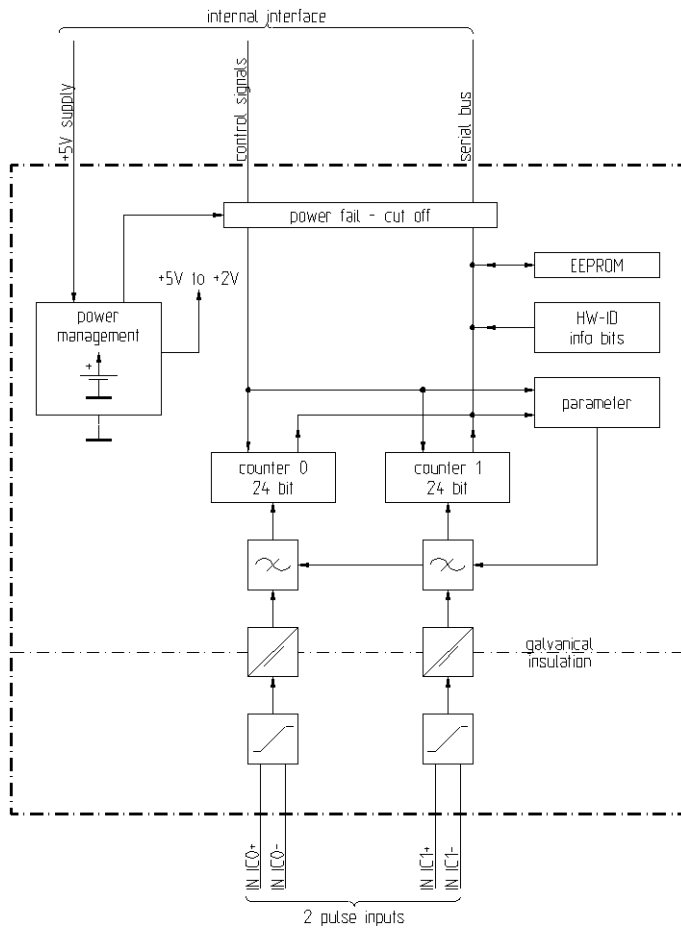 internal interface
+5V supply
control signals
serial bus
power fail - cut off
+5V to +2V
EEPROM
power
management
+
HW-ID
info bits
parameter
counter 0
24 bit
counter 1
24 bit
galvanical
insulation
IN IC0+
IN IC0-
IN IC1+
IN IC1-
2 pulse inputs